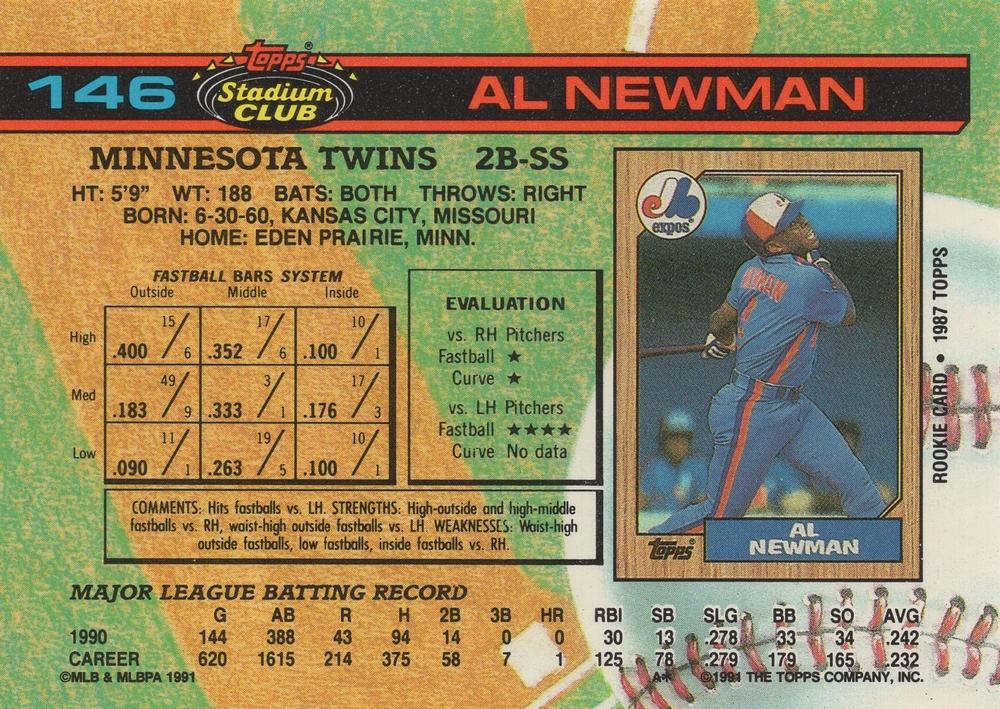 146
Topps®
Stadium
CLUB
AL NEWMAN
MINNESOTA TWINS 2B-SS
HT: 5'9" WT: 188 BATS: BOTH THROWS: RIGHT
BORN: 6-30-60, KANSAS CITY, MISSOURI
HOME: EDEN PRAIRIE, MINN.
FASTBALL BARS SYSTEM
Outside Middle Inside
High .400 15/6 .352 17/6 .100 10/1
Med .183 49/9 .333 3/1 .176 17/3
Low .090 11/1 .263 19/5 .100 10/1
EVALUATION
vs. RH Pitchers
Fastball ★
Curve ★
vs. LH Pitchers
Fastball ★★★★
Curve No data
COMMENTS: Hits fastballs vs. LH. STRENGTHS: High-outside and high-middle
fastballs vs. RH, waist-high outside fastballs vs. LH. WEAKNESSES: Waist-high
outside fastballs, low fastballs, inside fastballs vs. RH.
expos
Topps
AL
NEWMAN
ROOKIE CARD • 1987 TOPPS
MAJOR LEAGUE BATTING RECORD
G AB R H 2B 3B HR RBI SB SLG BB SO AVG
1990 144 388 43 94 14 0 0 30 13 .278 33 34 .242
CAREER 620 1615 214 375 58 7 1 125 78 .279 179 165 .232
©MLB & MLBPA 1991 A* ©1991 THE TOPPS COMPANY, INC.